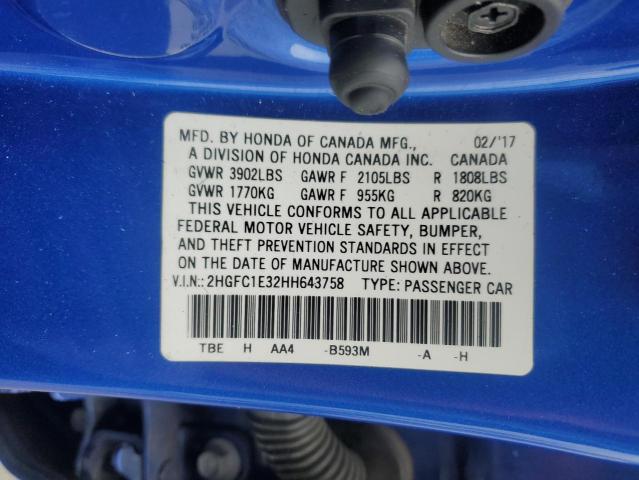 MFD. BY HONDA OF CANADA MFG., 02/'17
A DIVISION OF HONDA CANADA INC. CANADA
GVWR 3902LBS GAWR F 2105LBS R 1808LBS
GVWR 1770KG GAWR F 955KG R 820KG
THIS VEHICLE CONFORMS TO ALL APPLICABLE
FEDERAL MOTOR VEHICLE SAFETY, BUMPER,
AND THEFT PREVENTION STANDARDS IN EFFECT
ON THE DATE OF MANUFACTURE SHOWN ABOVE.
V.I.N.:2HGFC1E32HH643758 TYPE: PASSENGER CAR
TBE H AA4 -B593M -A -H